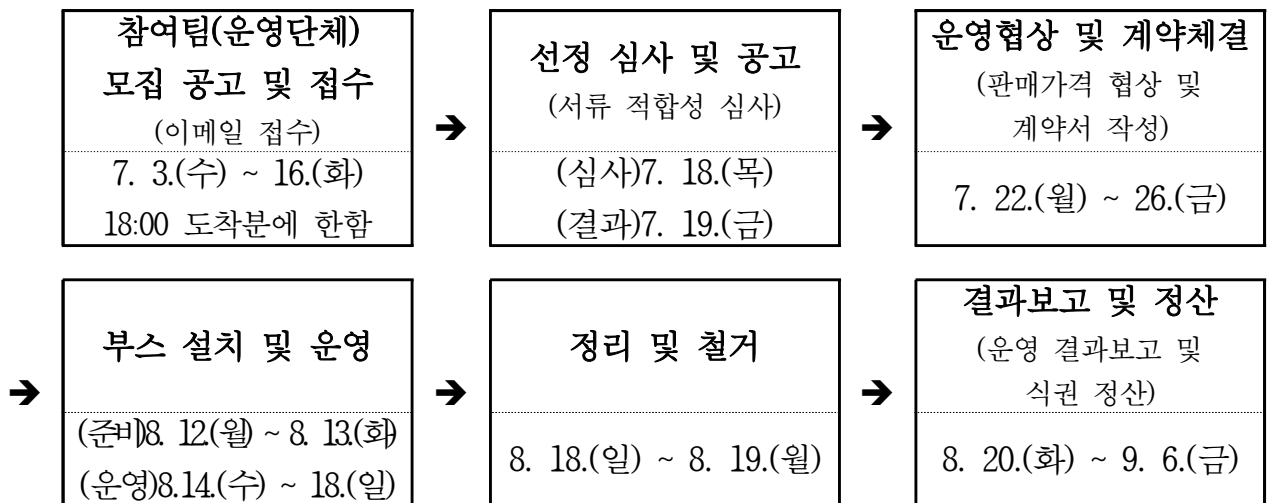 참여팀(운영단체)
모집 공고 및 접수
(이메일 접수)
7. 3.(수) ~ 16.(화)
18:00 도착분에 한함
➔
선정 심사 및 공고
(서류 적합성 심사)
(심사)7. 18.(목)
(결과)7. 19.(금)
➔
운영협상 및 계약체결
(판매가격 협상 및
계약서 작성)
7. 22.(월) ~ 26.(금)
➔
부스 설치 및 운영
(준비)8. 12.(월) ~ 8. 13.(화)
(운영)8.14.(수) ~ 18.(일)
➔
정리 및 철거
8. 18.(일) ~ 8. 19.(월)
➔
결과보고 및 정산
(운영 결과보고 및
식권 정산)
8. 20.(화) ~ 9. 6.(금)